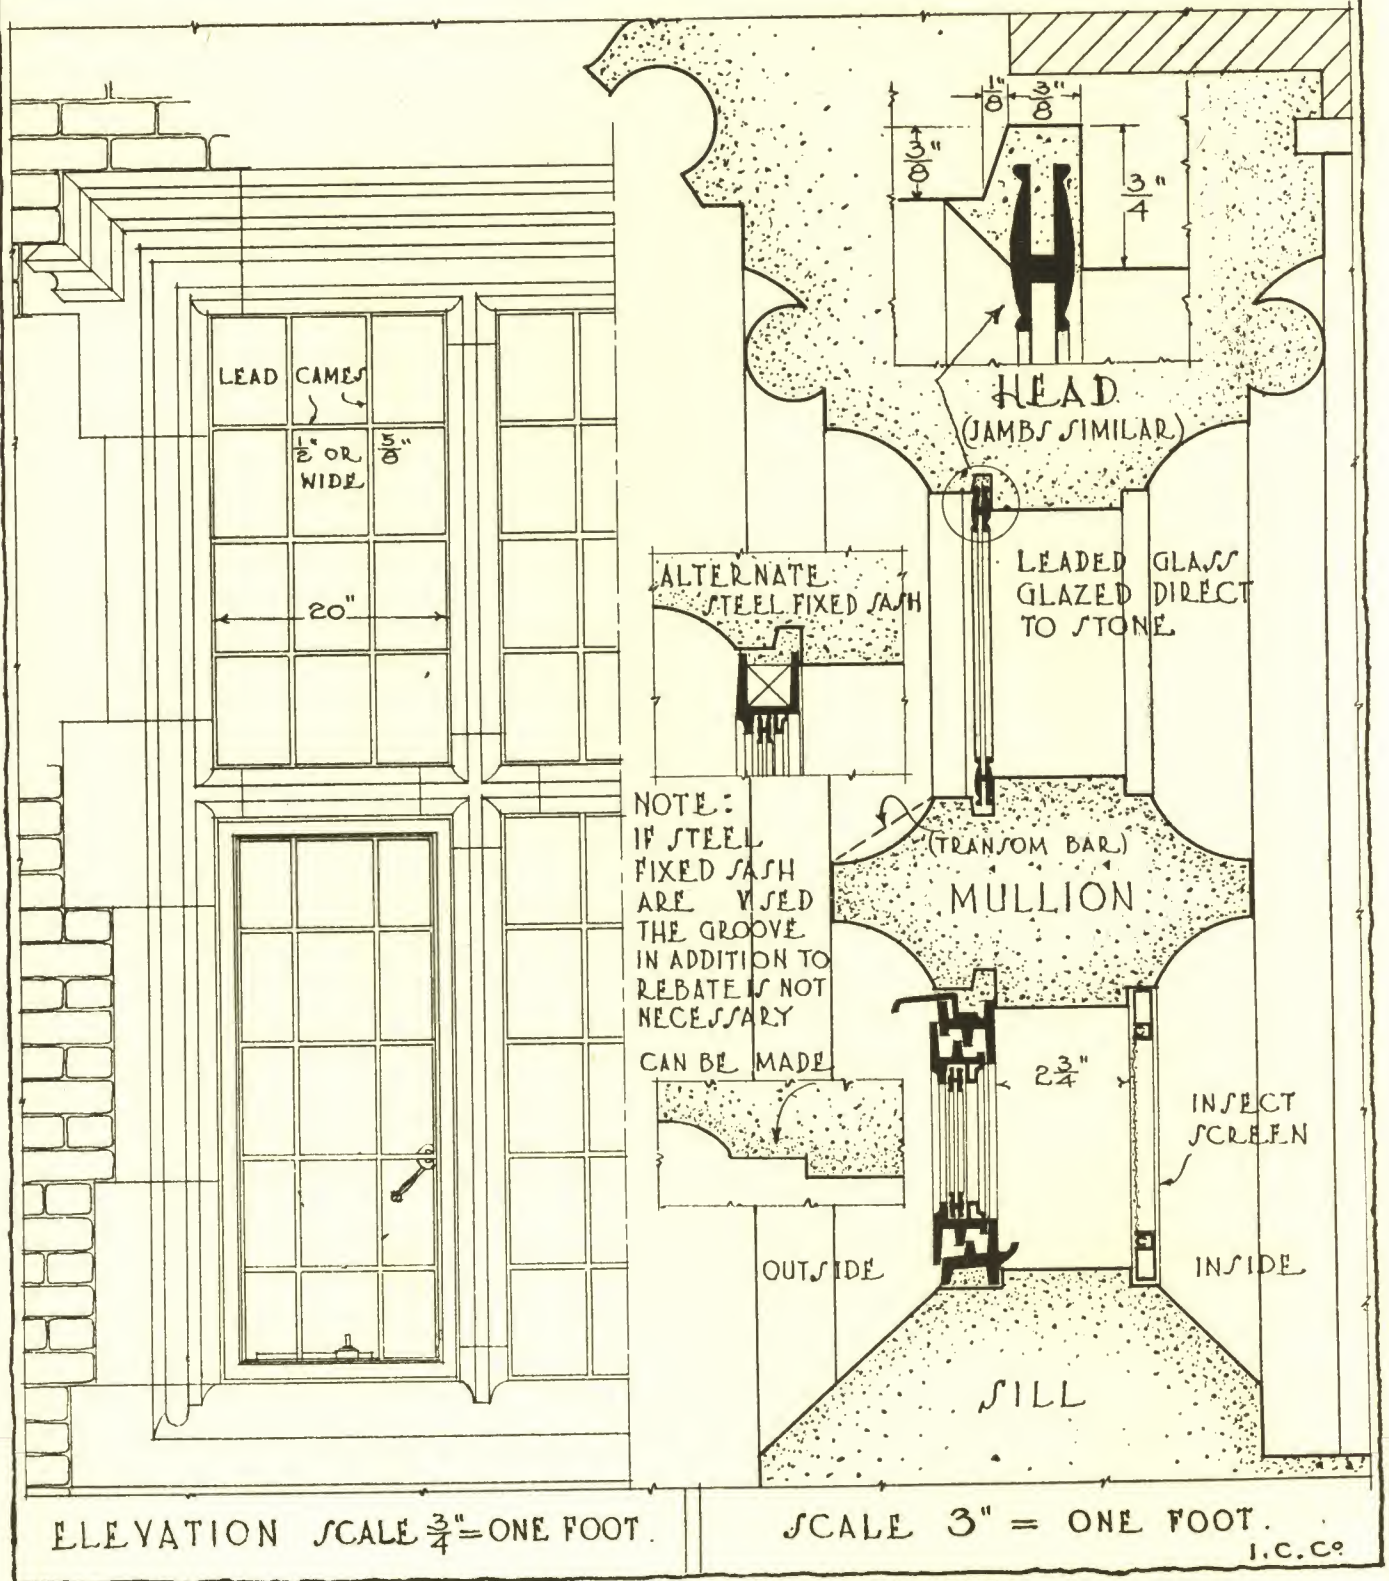 1/8"
3/8"
3/8"
3/4"
HEAD
(JAMBS SIMILAR)
LEAD CAMES
1/2" OR 5/8"
WIDE
20"
ALTERNATE
STEEL FIXED SASH
LEADED GLASS
GLAZED DIRECT
TO STONE
NOTE:
IF STEEL
FIXED SASH
ARE VSED
THE GROOVE
IN ADDITION TO
REBATE IS NOT
NECESSARY
CAN BE MADE
(TRANSOM BAR)
MULLION
2 3/4"
INSECT
SCREEN
OUTSIDE
INSIDE
SILL
ELEVATION SCALE 3/4" = ONE FOOT.
SCALE 3" = ONE FOOT.
I.C.Co.